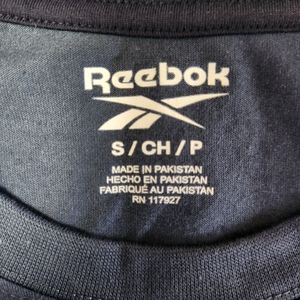 Reebok
S / CH / P
MADE IN PAKISTAN
HECHO EN PAKISTAN
FABRIQUÉ AU PAKISTAN
RN 117927